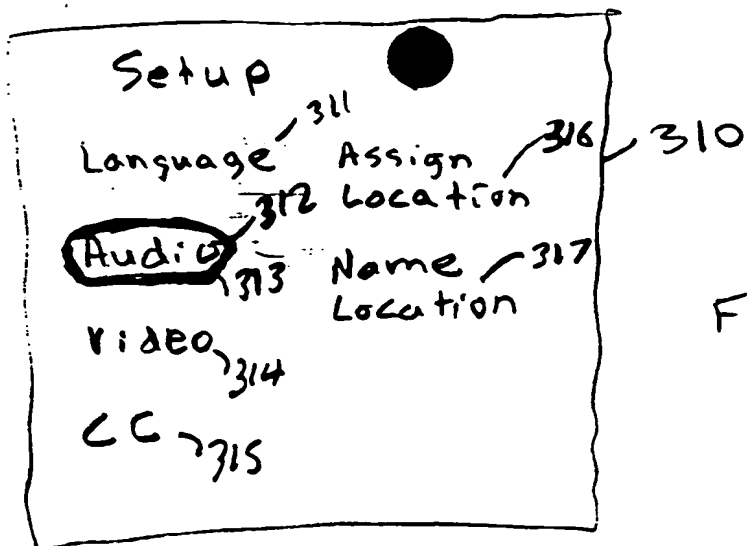 Setup
Language 311
Audio 312
313
Video 314
CC 315
Assign
Location 316
Name
Location 317
310
F